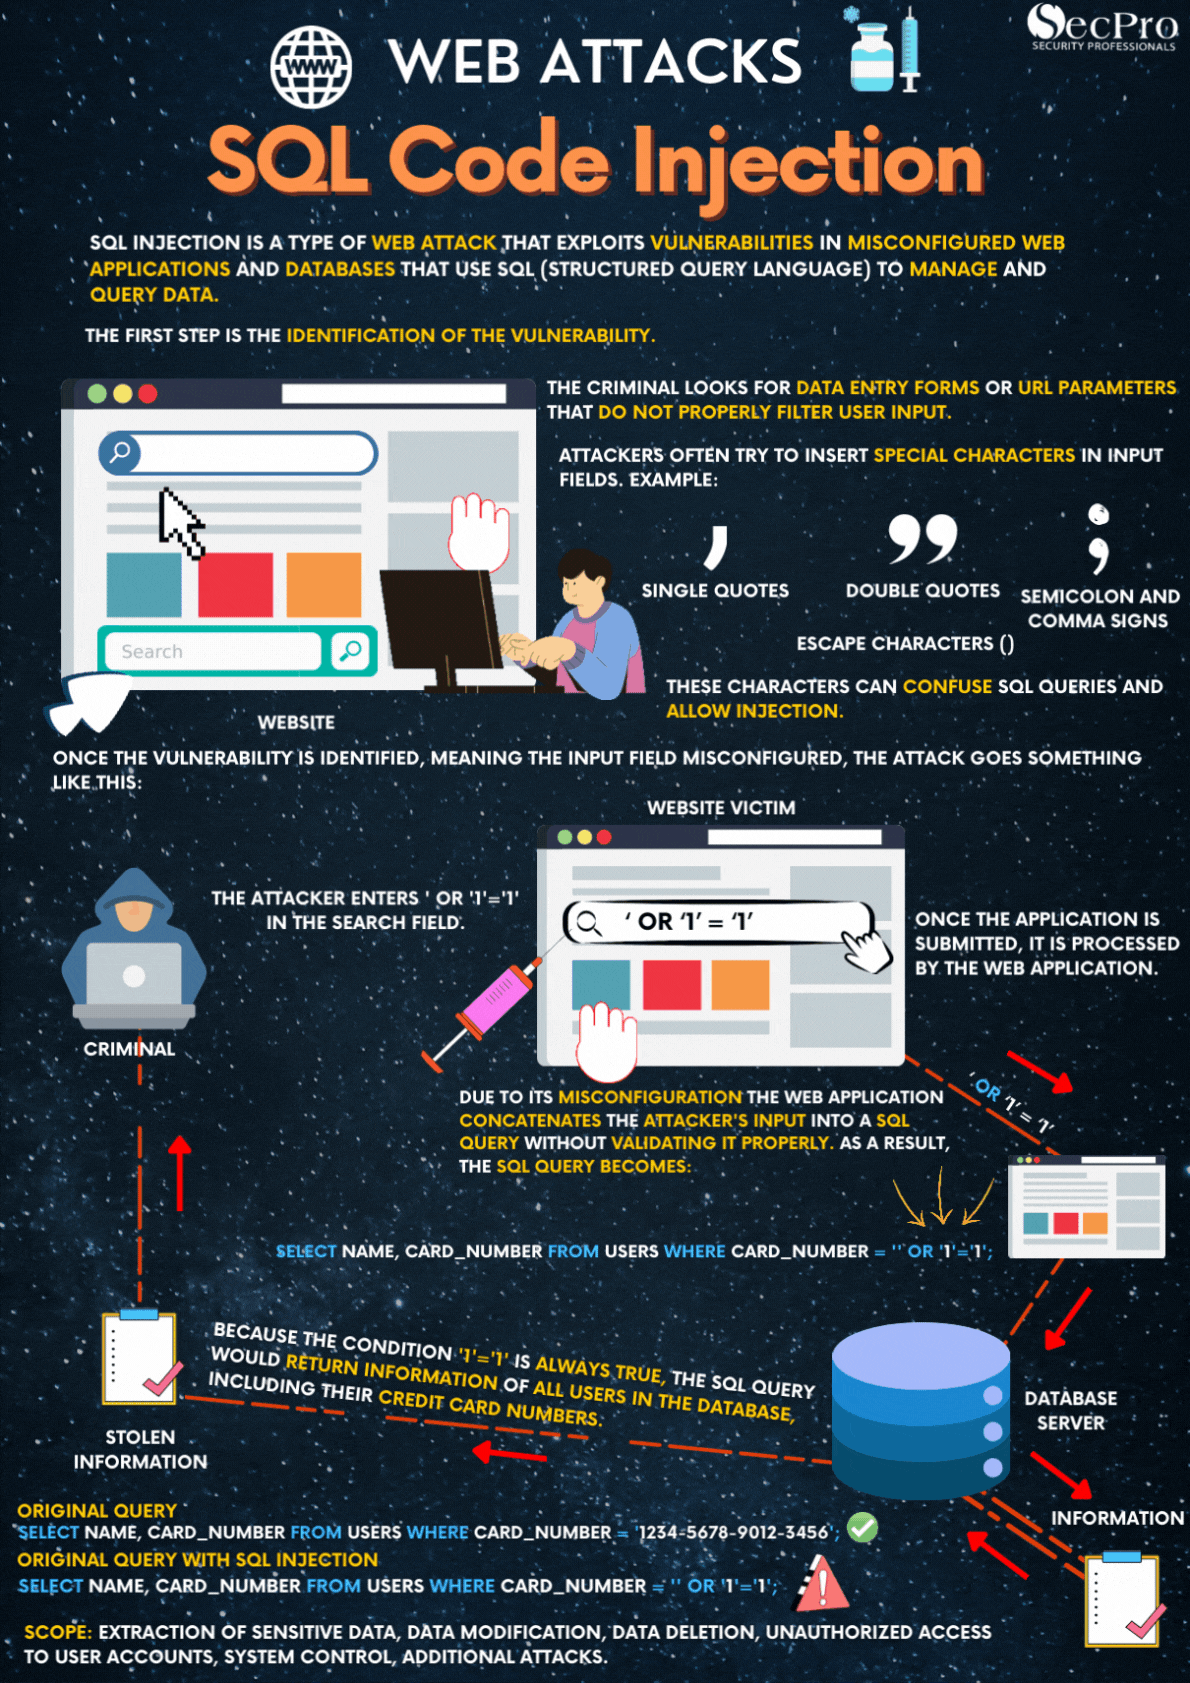 SecPro
SECURITY PROFESSIONALS
WWW
WEB ATTACKS
SQL Code Injection
SQL INJECTION IS A TYPE OF WEB ATTACK THAT EXPLOITS VULNERABILITIES IN MISCONFIGURED WEB
APPLICATIONS AND DATABASES THAT USE SQL (STRUCTURED QUERY LANGUAGE) TO MANAGE AND
QUERY DATA.
THE FIRST STEP IS THE IDENTIFICATION OF THE VULNERABILITY.
THE CRIMINAL LOOKS FOR DATA ENTRY FORMS OR URL PARAMETERS
THAT DO NOT PROPERLY FILTER USER INPUT.
ATTACKERS OFTEN TRY TO INSERT SPECIAL CHARACTERS IN INPUT
FIELDS. EXAMPLE:
, ” ;
SINGLE QUOTES
DOUBLE QUOTES
SEMICOLON AND
COMMA SIGNS
ESCAPE CHARACTERS ()
THESE CHARACTERS CAN CONFUSE SQL QUERIES AND
ALLOW INJECTION.
Search
WEBSITE
ONCE THE VULNERABILITY IS IDENTIFIED, MEANING THE INPUT FIELD MISCONFIGURED, THE ATTACK GOES SOMETHING
LIKE THIS:
WEBSITE VICTIM
THE ATTACKER ENTERS ' OR '1'='1'
IN THE SEARCH FIELD.
‘ OR ‘1’ = ‘1’
ONCE THE APPLICATION IS
SUBMITTED, IT IS PROCESSED
BY THE WEB APPLICATION.
CRIMINAL
DUE TO ITS MISCONFIGURATION THE WEB APPLICATION
CONCATENATES THE ATTACKER'S INPUT INTO A SQL
QUERY WITHOUT VALIDATING IT PROPERLY. AS A RESULT,
THE SQL QUERY BECOMES:
‘ OR ‘1’ = ‘1’
SELECT NAME, CARD_NUMBER FROM USERS WHERE CARD_NUMBER = '' OR '1'='1';
BECAUSE THE CONDITION '1'='1' IS ALWAYS TRUE, THE SQL QUERY
WOULD RETURN INFORMATION OF ALL USERS IN THE DATABASE,
INCLUDING THEIR CREDIT CARD NUMBERS.
DATABASE
SERVER
STOLEN
INFORMATION
INFORMATION
ORIGINAL QUERY
SELECT NAME, CARD_NUMBER FROM USERS WHERE CARD_NUMBER = '1234-5678-9012-3456';
ORIGINAL QUERY WITH SQL INJECTION
SELECT NAME, CARD_NUMBER FROM USERS WHERE CARD_NUMBER = '' OR '1'='1';
SCOPE: EXTRACTION OF SENSITIVE DATA, DATA MODIFICATION, DATA DELETION, UNAUTHORIZED ACCESS
TO USER ACCOUNTS, SYSTEM CONTROL, ADDITIONAL ATTACKS.